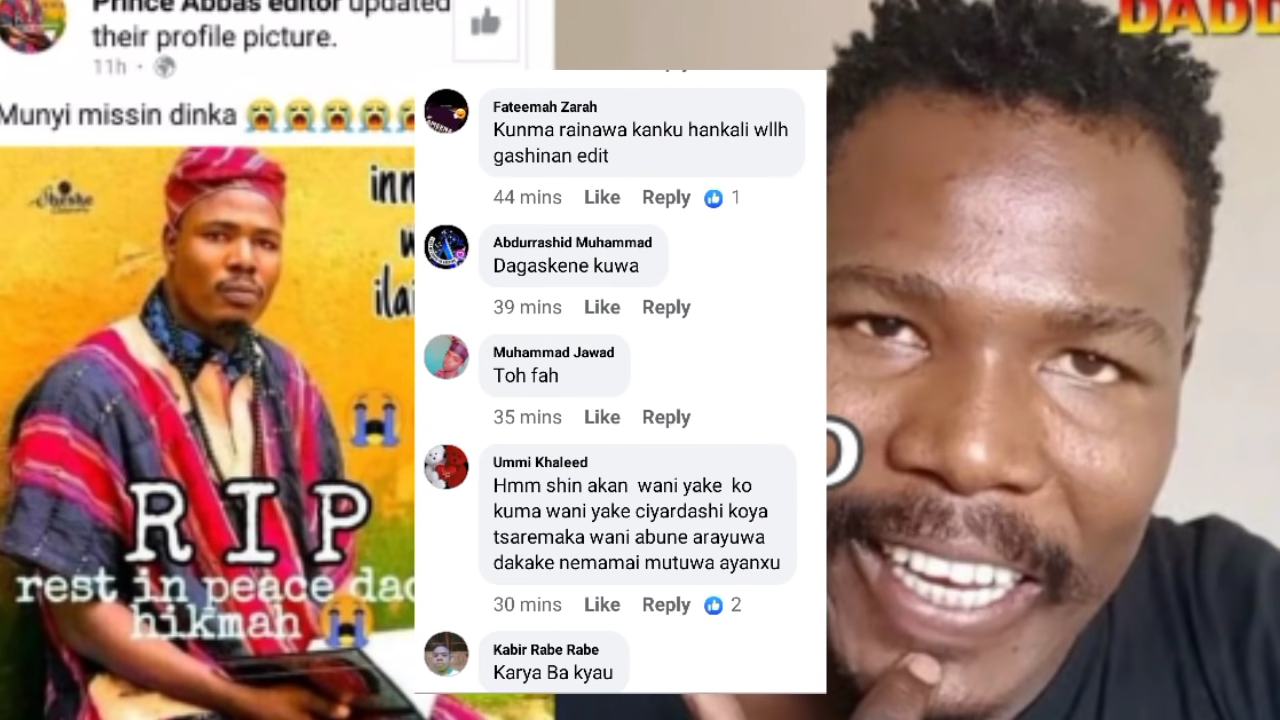 Prince Abbas editor updated
their profile picture.
11h
Munyi missin dinka 😭😭😭😭
inn
ilai
R I P
rest in peace dad
hikmah
Fateemah Zarah
Kunma rainawa kanku hankali wllh
gashinan edit
44 mins Like Reply 1
Abdurrashid Muhammad
Dagaskene kuwa
39 mins Like Reply
Muhammad Jawad
Toh fah
35 mins Like Reply
Ummi Khaleed
Hmm shin akan wani yake ko
kuma wani yake ciyardashi koya
tsaremaka wani abune arayuwa
dakake nemamai mutuwa ayanxu
30 mins Like Reply 2
Kabir Rabe Rabe
Karya Ba kyau
DADD